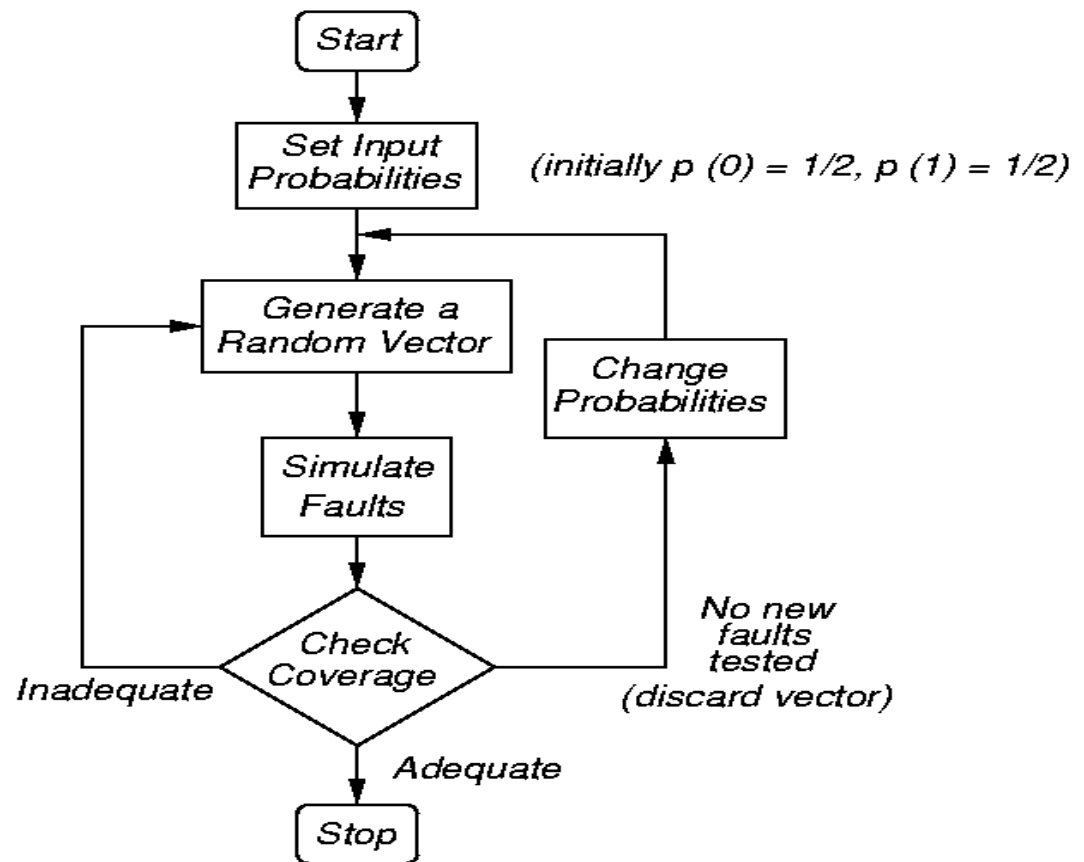 Start
Set Input
Probabilities
(initially p (0) = 1/2, p (1) = 1/2)
Generate a
Random Vector
Change
Probabilities
Simulate
Faults
No new
faults
tested
(discard vector)
Check
Coverage
Inadequate
Adequate
Stop